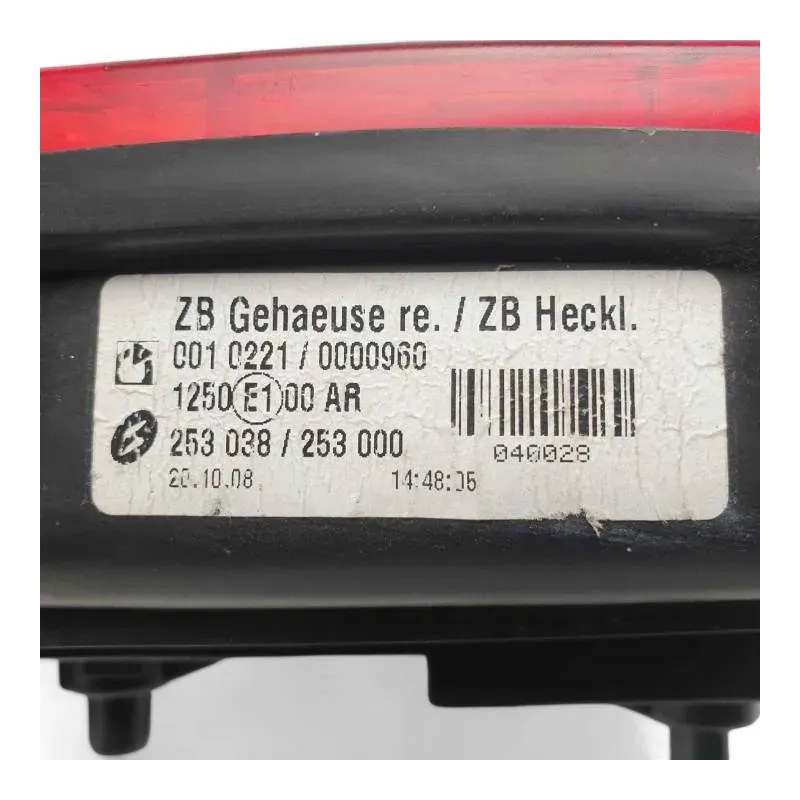 ZB Gehaeuse re. / ZB Heckl.
001 0221 / 0000960
1250 E1 00 AR
253 038 / 253 000
040028
20.10.08 14:48:05